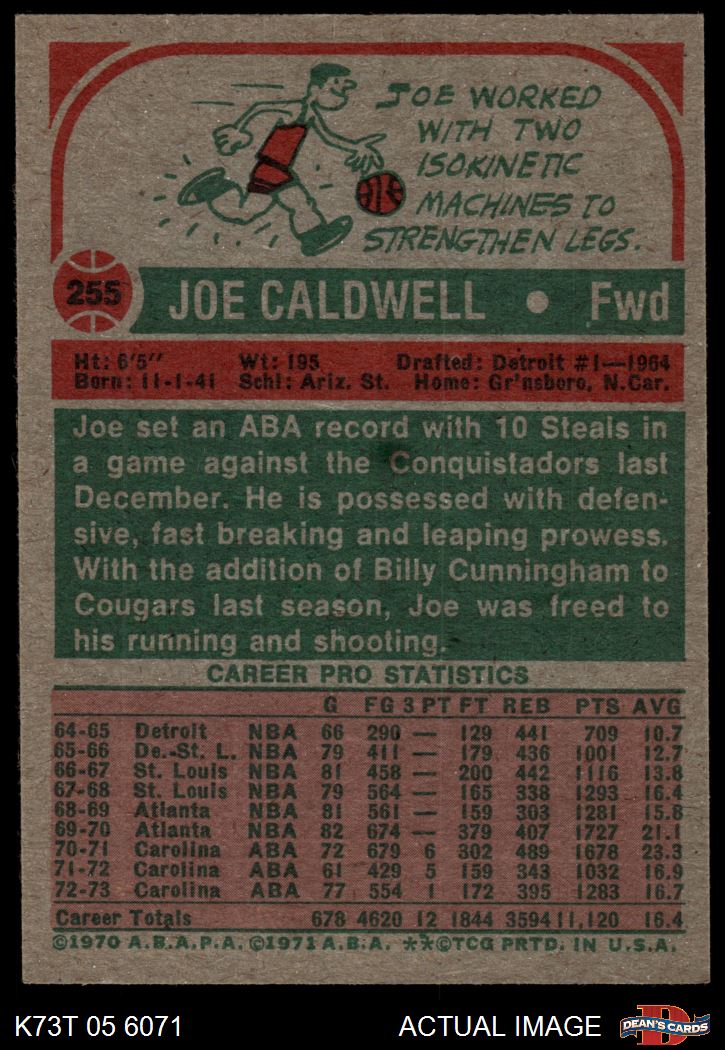 JOE WORKED
WITH TWO
ISOKINETIC
MACHINES TO
STRENGTHEN LEGS.
255 JOE CALDWELL • Fwd
Ht: 6'5" Wt: 195 Drafted: Detroit #1—1964
Born: 11-1-41 Schl: Ariz. St. Home: Gr'nsboro, N.Car.
Joe set an ABA record with 10 Steals in
a game against the Conquistadors last
December. He is possessed with defen-
sive, fast breaking and leaping prowess.
With the addition of Billy Cunningham to
Cougars last season, Joe was freed to
his running and shooting.
CAREER PRO STATISTICS
G FG 3 PT FT REB PTS AVG
64-65 Detroit NBA 66 290 — 129 441 709 10.7
65-66 De.-St. L. NBA 79 411 — 179 436 1001 12.7
66-67 St. Louis NBA 81 458 — 200 442 1116 13.8
67-68 St. Louis NBA 79 564 — 165 338 1293 16.4
68-69 Atlanta NBA 81 561 — 159 303 1281 15.8
69-70 Atlanta NBA 82 674 — 379 407 1727 21.1
70-71 Carolina ABA 72 679 6 302 489 1678 23.3
71-72 Carolina ABA 61 429 5 159 343 1032 16.9
72-73 Carolina ABA 77 554 1 172 395 1283 16.7
Career Totals 678 4620 12 1844 3594 11,120 16.4
©1970 A.B.A.P.A. ©1971 A.B.A. **©TCG PRTD. IN U.S.A.
K73T 05 6071 ACTUAL IMAGE D DEAN'S CARDS